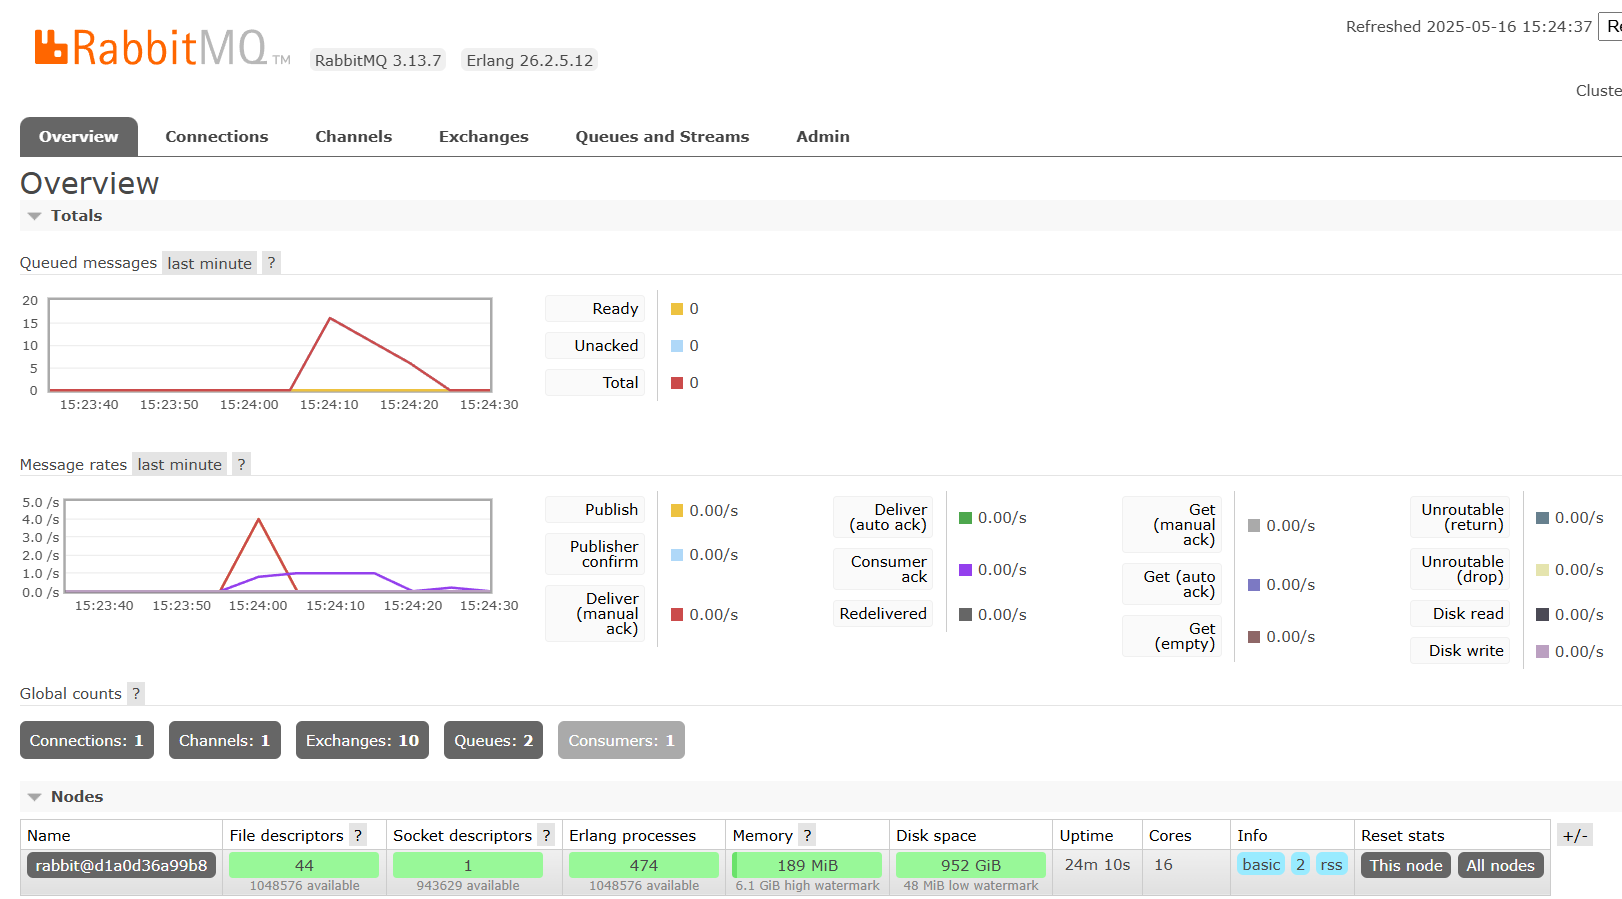 Refreshed 2025-05-16 15:24:37 Re
RabbitMQ TM RabbitMQ 3.13.7 Erlang 26.2.5.12
Cluste
Overview Connections Channels Exchanges Queues and Streams Admin
Overview
Totals
Queued messages last minute ?
20
15
10
5
0
15:23:40 15:23:50 15:24:00 15:24:10 15:24:20 15:24:30
Ready 0
Unacked 0
Total 0
Message rates last minute ?
5.0 /s
4.0 /s
3.0 /s
2.0 /s
1.0 /s
0.0 /s
15:23:40 15:23:50 15:24:00 15:24:10 15:24:20 15:24:30
Publish 0.00/s
Publisher
confirm 0.00/s
Deliver
(manual
ack) 0.00/s
Deliver
(auto ack) 0.00/s
Consumer
ack 0.00/s
Redelivered 0.00/s
Get
(manual
ack) 0.00/s
Get (auto
ack) 0.00/s
Get
(empty) 0.00/s
Unroutable
(return) 0.00/s
Unroutable
(drop) 0.00/s
Disk read 0.00/s
Disk write 0.00/s
Global counts ?
Connections: 1 Channels: 1 Exchanges: 10 Queues: 2 Consumers: 1
Nodes
Name File descriptors ? Socket descriptors ? Erlang processes Memory ? Disk space Uptime Cores Info Reset stats +/-
rabbit@d1a0d36a99b8 44 1 474 189 MiB 952 GiB 24m 10s 16 basic 2 rss This node All nodes
1048576 available 943629 available 1048576 available 6.1 GiB high watermark 48 MiB low watermark